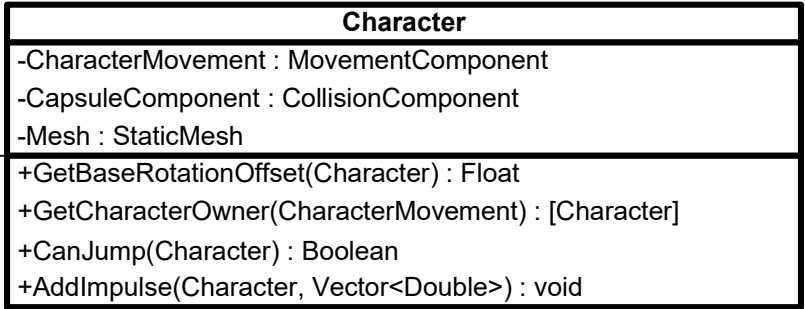 Character
-CharacterMovement : MovementComponent
-CapsuleComponent : CollisionComponent
-Mesh : StaticMesh
+GetBaseRotationOffset(Character) : Float
+GetCharacterOwner(CharacterMovement) : [Character]
+CanJump(Character) : Boolean
+AddImpulse(Character, Vector<Double>) : void